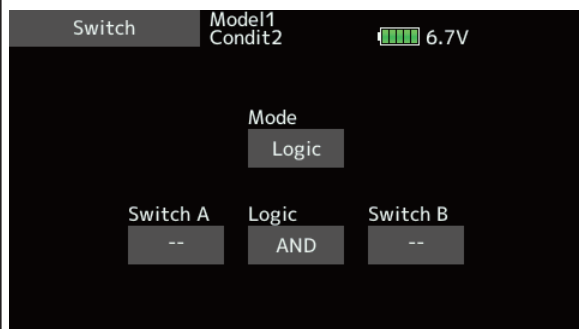 Switch
Model1
Condit2
6.7V
Mode
Logic
Switch A Logic Switch B
-- AND --